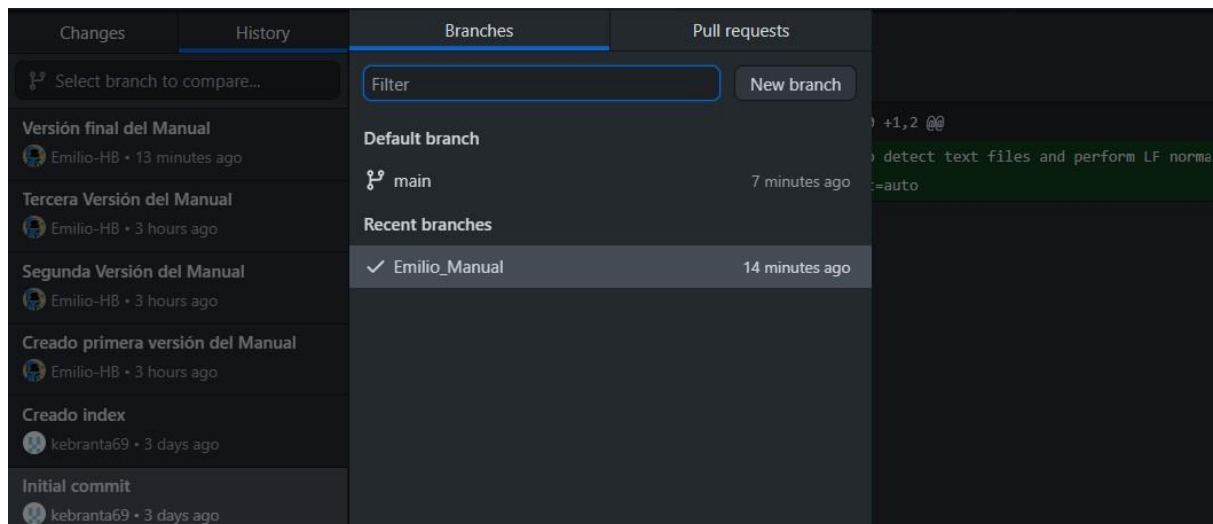 Changes
History
Select branch to compare...
Versión final del Manual
Emilio-HB • 13 minutes ago
Tercera Versión del Manual
Emilio-HB • 3 hours ago
Segunda Versión del Manual
Emilio-HB • 3 hours ago
Creado primera versión del Manual
Emilio-HB • 3 hours ago
Creado index
kebranta69 • 3 days ago
Initial commit
kebranta69 • 3 days ago
Branches
Pull requests
Filter
New branch
Default branch
main
7 minutes ago
Recent branches
Emilio_Manual
14 minutes ago
+1,2 @@
detect text files and perform LF norma
=auto